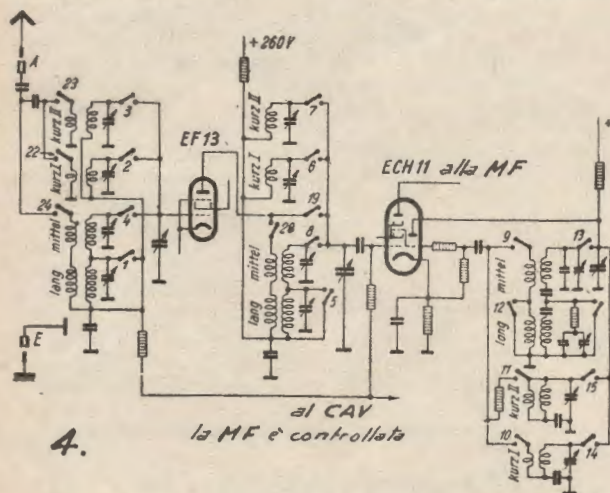 A
23
kurz II
3
22
kurz I
2
24
mittel
4
lang
1
E
+260V
EF13
kurz II
7
kurz I
6
19
20
mittel
8
lang
5
ECH11 alla MF
+
9
mittel
13
12
long
11
kurz II
15
10
kurz I
14
al CAV
la MF è controllata
4.